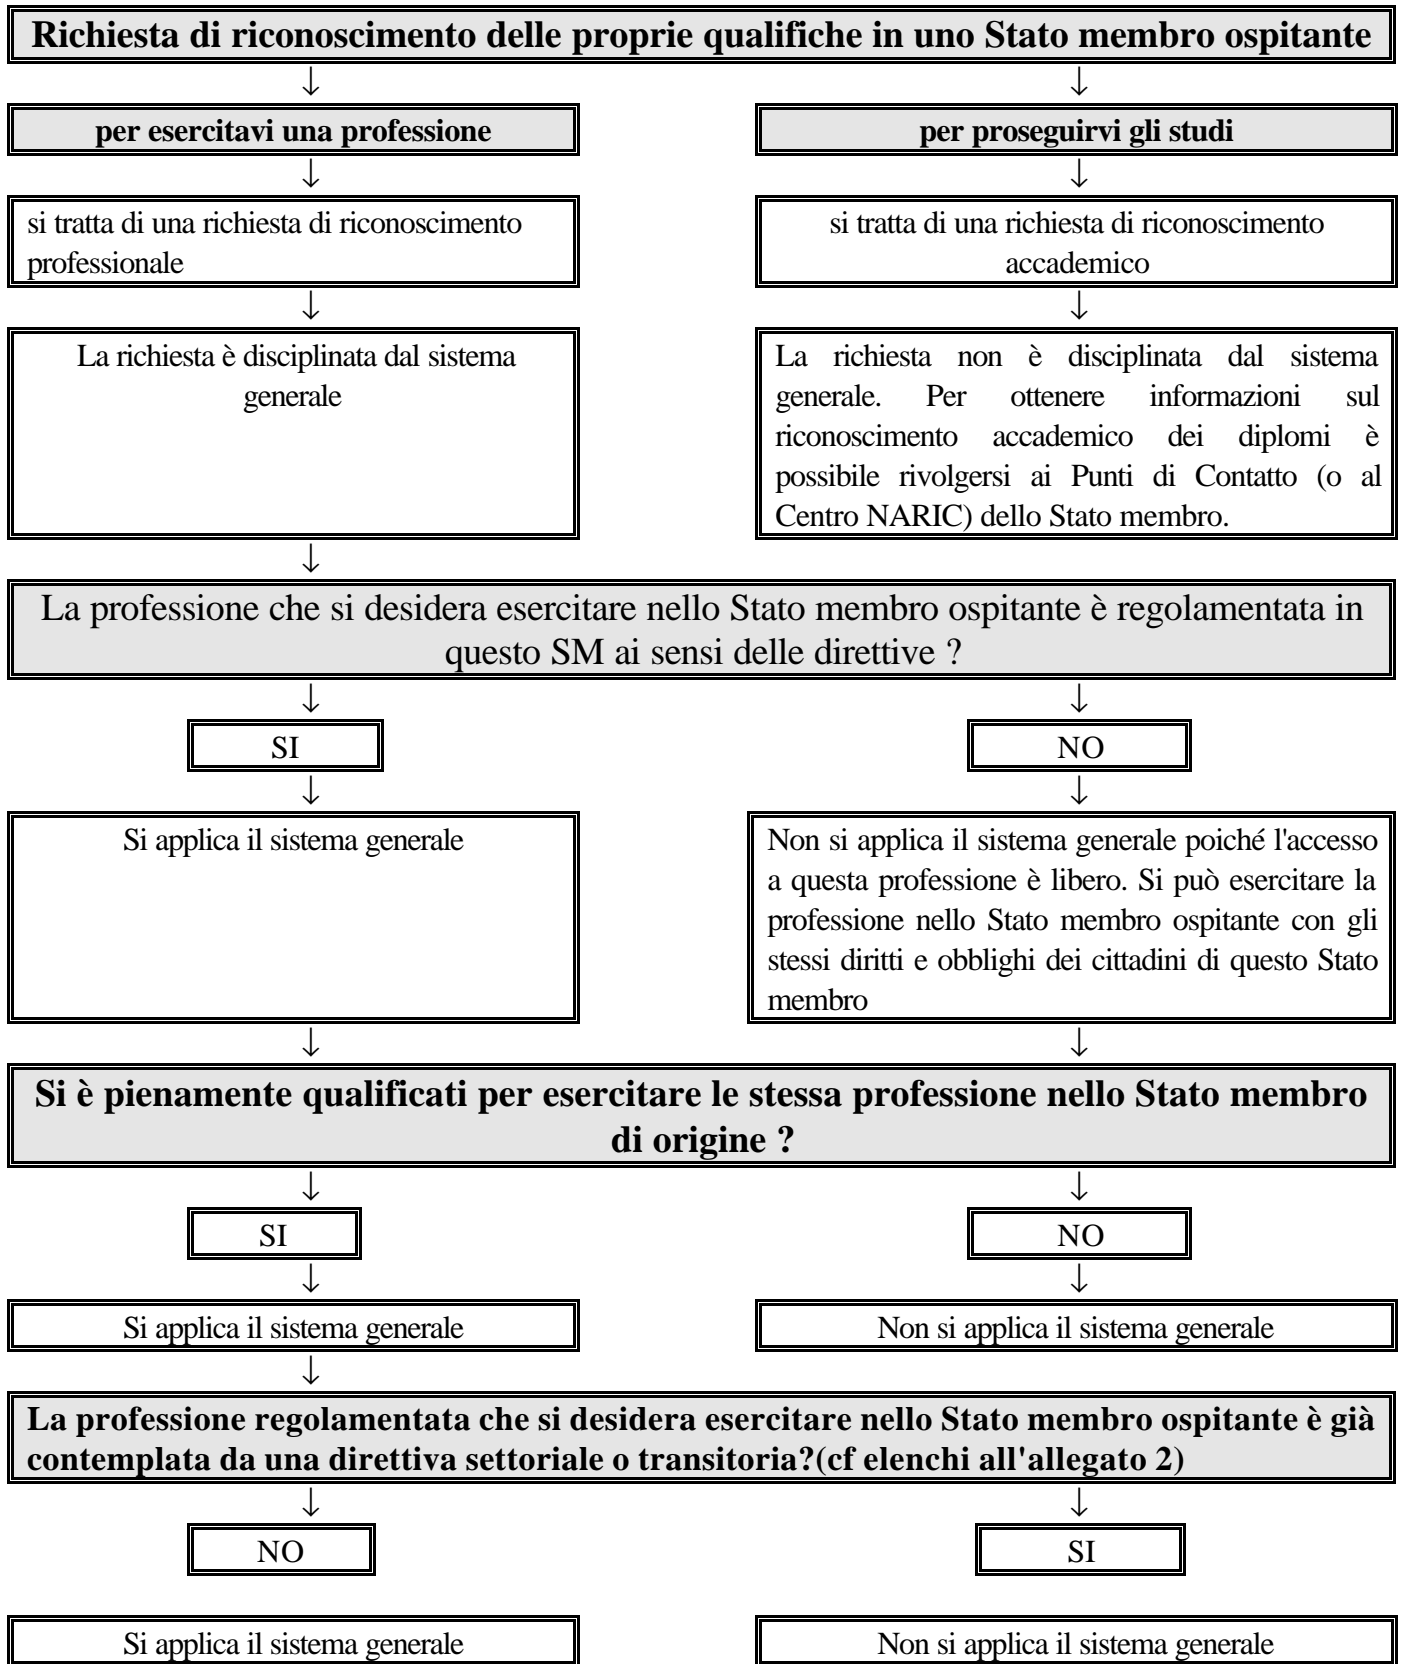 Richiesta di riconoscimento delle proprie qualifiche in uno Stato membro ospitante
↓ ↓
per esercitavi una professione
per proseguirvi gli studi
↓ ↓
si tratta di una richiesta di riconoscimento
professionale
si tratta di una richiesta di riconoscimento
accademico
↓ ↓
La richiesta è disciplinata dal sistema
generale
La richiesta non è disciplinata dal sistema
generale. Per ottenere informazioni sul
riconoscimento accademico dei diplomi è
possibile rivolgersi ai Punti di Contatto (o al
Centro NARIC) dello Stato membro.
↓
La professione che si desidera esercitare nello Stato membro ospitante è regolamentata in
questo SM ai sensi delle direttive ?
↓ ↓
SI
NO
↓ ↓
Si applica il sistema generale
Non si applica il sistema generale poiché l'accesso
a questa professione è libero. Si può esercitare la
professione nello Stato membro ospitante con gli
stessi diritti e obblighi dei cittadini di questo Stato
membro
↓ ↓
Si è pienamente qualificati per esercitare le stessa professione nello Stato membro
di origine ?
↓ ↓
SI
NO
↓ ↓
Si applica il sistema generale
Non si applica il sistema generale
↓
La professione regolamentata che si desidera esercitare nello Stato membro ospitante è già
contemplata da una direttiva settoriale o transitoria?(cf elenchi all'allegato 2)
↓ ↓
NO
SI
Si applica il sistema generale
Non si applica il sistema generale